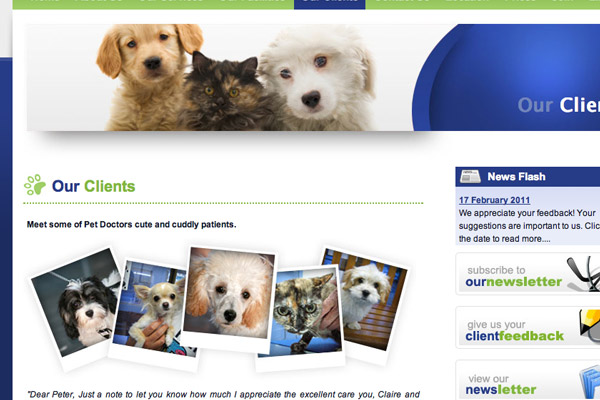 Our Clients
Our Clie
Our Clients
Meet some of Pet Doctors cute and cuddly patients.
"Dear Peter, Just a note to let you know how much I appreciate the excellent care you, Claire and
News Flash
17 February 2011
We appreciate your feedback! Your
suggestions are important to us. Clic
the date to read more....
subscribe to
ournewsletter
give us your
clientfeedback
view our
newsletter